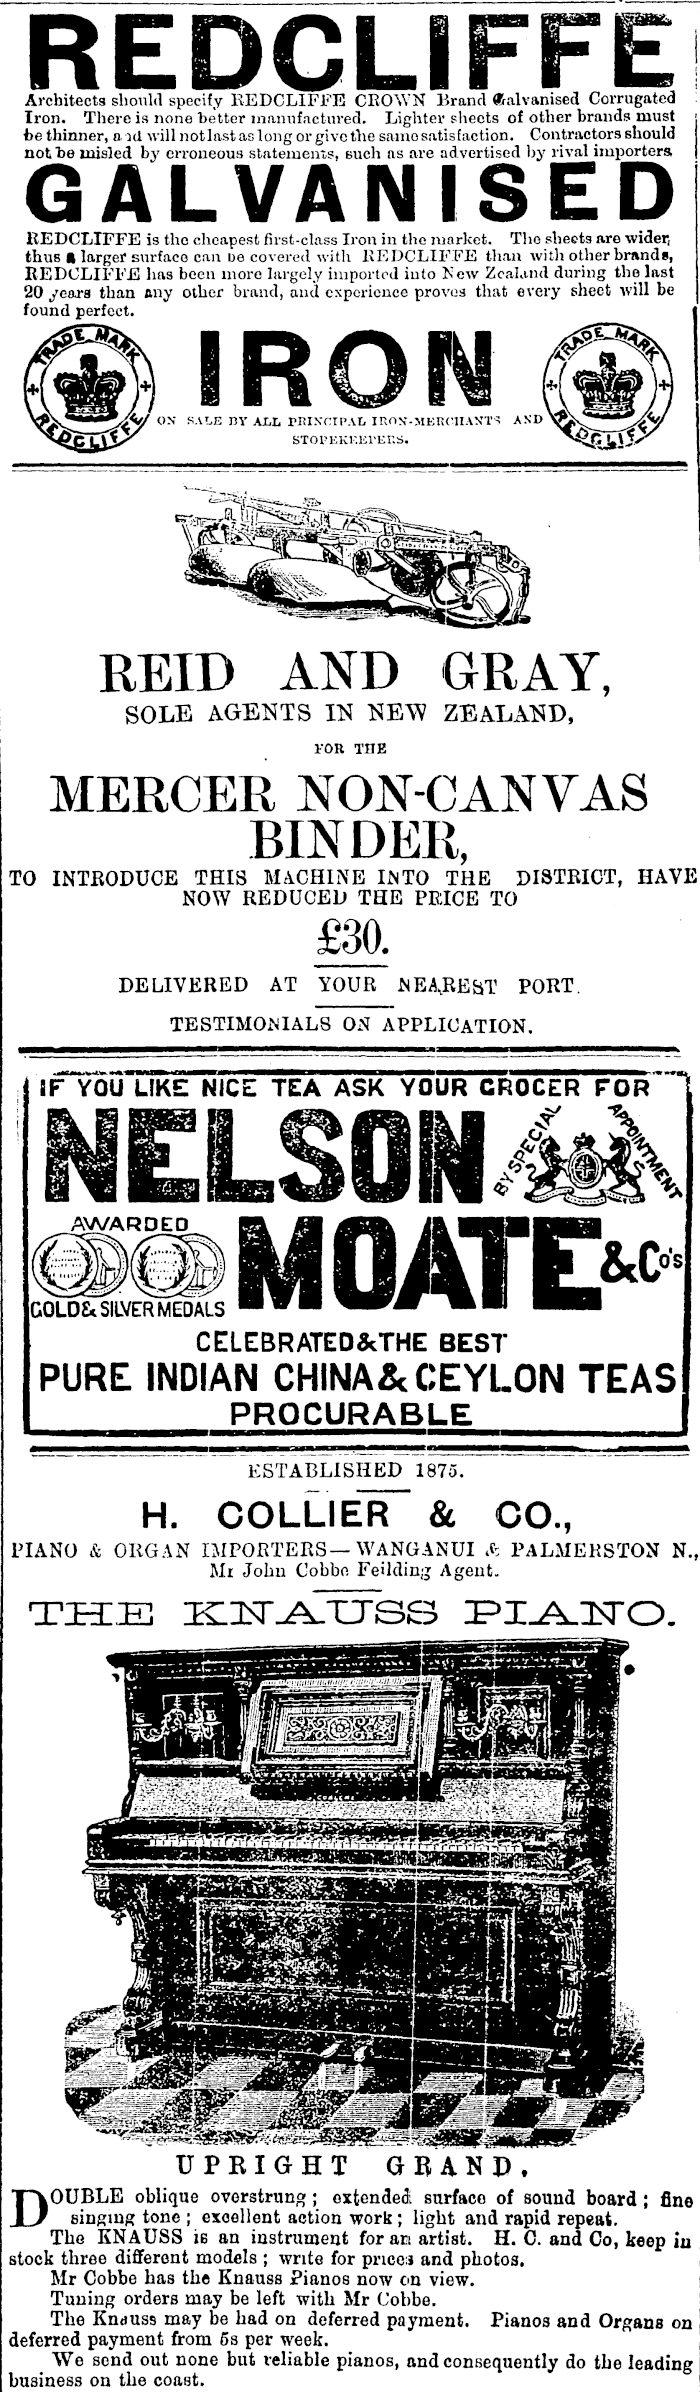 REDCLIFFE
Architects should specify REDCLIFFE CROWN Brand Galvanised Corrugated
Iron. There is none better manufactured. Lighter sheets of other brands must
be thinner, and will not last as long or give the same satisfaction. Contractors should
not be misled by erroneous statements, such as are advertised by rival importers
GALVANISED
REDCLIFFE is the cheapest first-class Iron in the market. The sheets are wider,
thus a larger surface can be covered with REDCLIFFE than with other brands,
REDCLIFFE has been more largely imported into New Zealand during the last
20 years than any other brand, and experience proves that every sheet will be
found perfect.
TRADE MARK
REDCLIFFE
IRON
TRADE MARK
REDCLIFFE
ON SALE BY ALL PRINCIPAL IRON-MERCHANTS AND
STOREKEEPERS.
REID AND GRAY,
SOLE AGENTS IN NEW ZEALAND,
FOR THE
MERCER NON-CANVAS
BINDER,
TO INTRODUCE THIS MACHINE INTO THE DISTRICT, HAVE
NOW REDUCED THE PRICE TO
£30.
DELIVERED AT YOUR NEAREST PORT.
TESTIMONIALS ON APPLICATION.
IF YOU LIKE NICE TEA ASK YOUR GROCER FOR
NELSON
BY SPECIAL APPOINTMENT
AWARDED
GOLD & SILVER MEDALS
MOATE & Co's
CELEBRATED & THE BEST
PURE INDIAN CHINA & CEYLON TEAS
PROCURABLE
ESTABLISHED 1875.
H. COLLIER & CO.,
PIANO & ORGAN IMPORTERS—WANGANUI & PALMERSTON N.,
Mr John Cobbe Feilding Agent.
THE KNAUSS PIANO.
UPRIGHT GRAND.
DOUBLE oblique overstrung; extended surface of sound board; fine
singing tone; excellent action work; light and rapid repeat.
The KNAUSS is an instrument for an artist. H. C. and Co, keep in
stock three different models; write for prices and photos.
Mr Cobbe has the Knauss Pianos now on view.
Tuning orders may be left with Mr Cobbe.
The Knauss may be had on deferred payment. Pianos and Organs on
deferred payment from 5s per week.
We send out none but reliable pianos, and consequently do the leading
business on the coast.